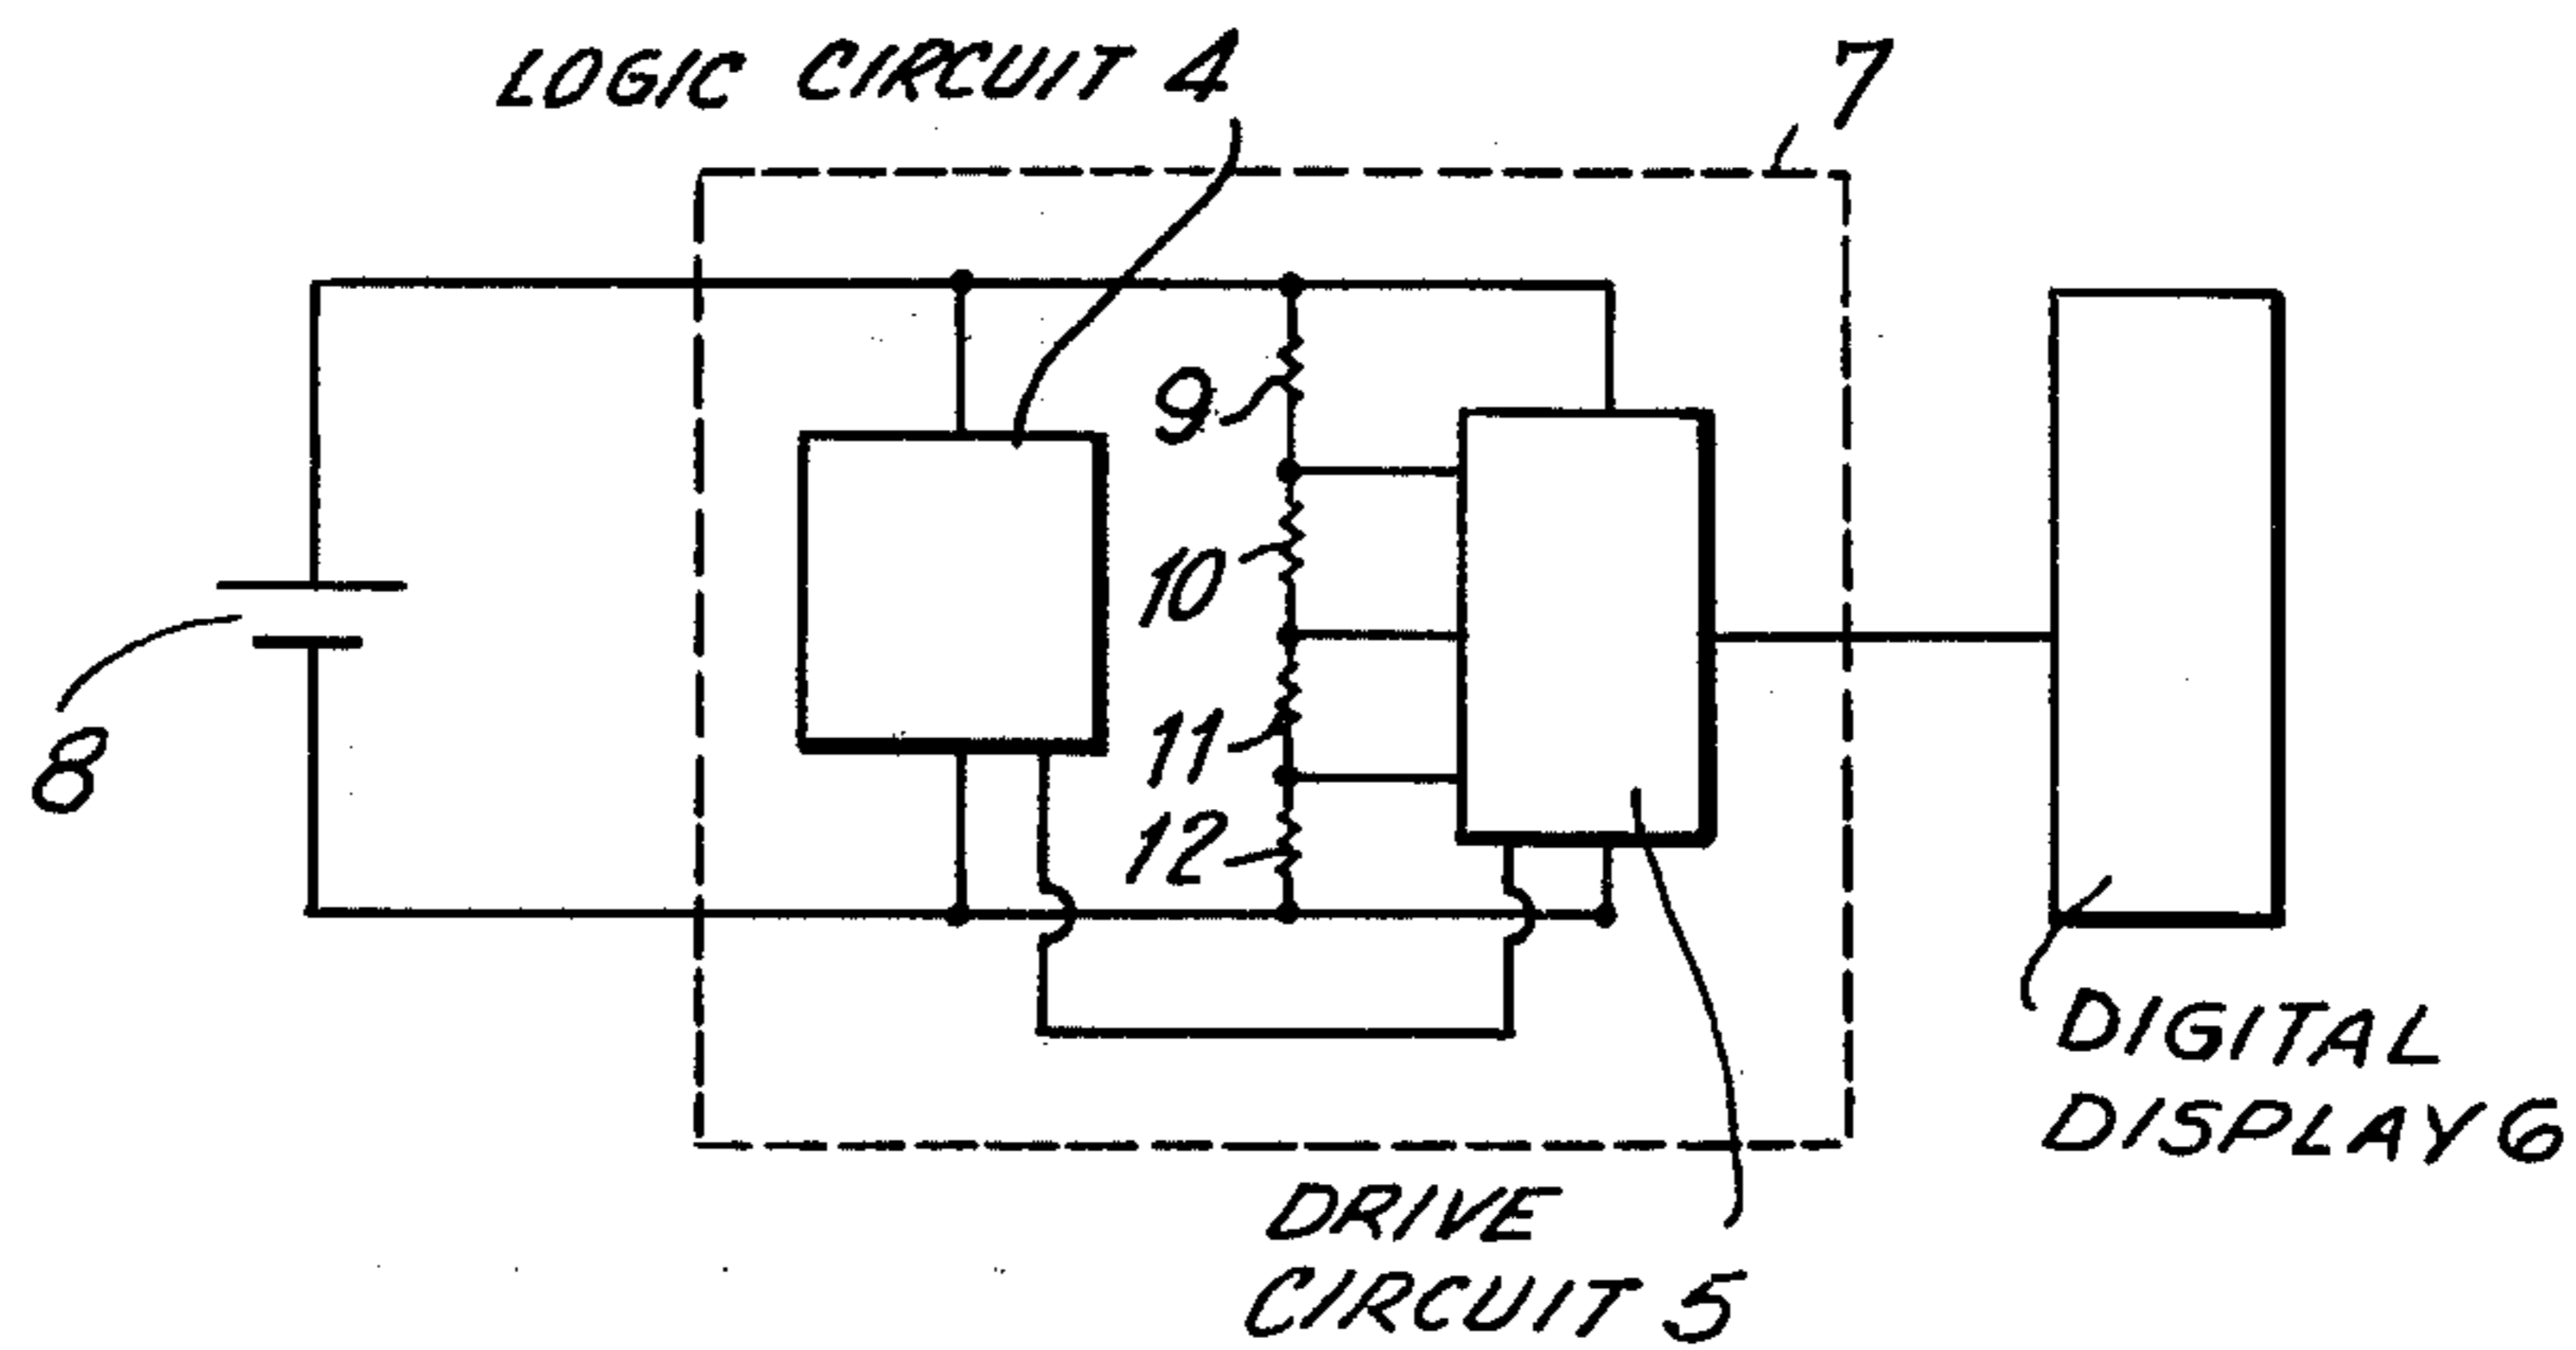 LOGIC CIRCUIT 4
7
9
10
8
11
12
DIGITAL
DISPLAY 6
DRIVE
CIRCUIT 5